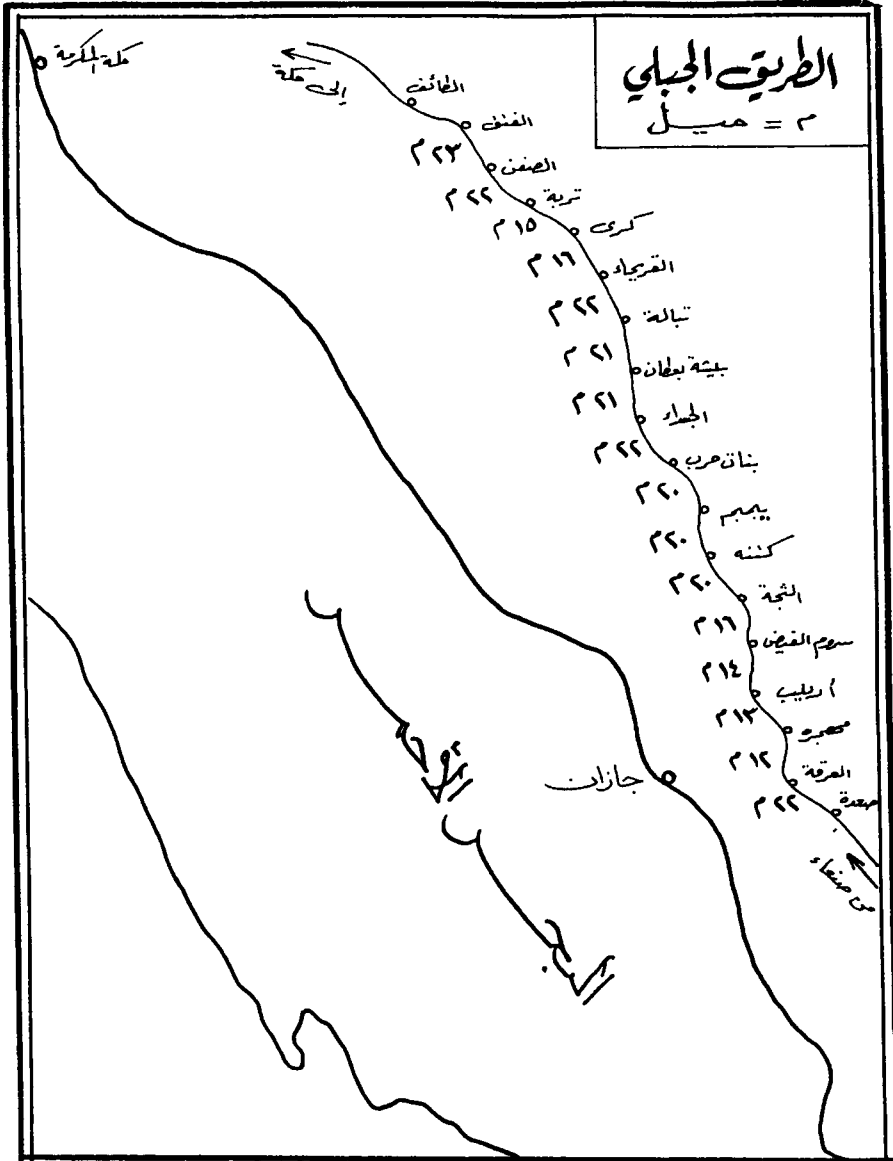 الطريق الجبلي
م = ميل
مكة المكرمة
إلى مكة
الطائف
الفتق
٢٣ م
الصفن
٢٢ م
تربة
١٥ م
كرى
١٦ م
القريحاء
٢٢ م
تبالة
٢١ م
بيشة بعطان
٢١ م
الجسداء
٢٢ م
بنات حرب
٢٠ م
يبمبم
٢٠ م
كتنه
٢٠ م
الثجة
١٦ م
سروم الفيض
١٤ م
أرينب
١٣ م
مهجرة
١٢ م
العرقة
٢٢ م
صعدة
من صنعاء
جازان
البحر
الأحمر